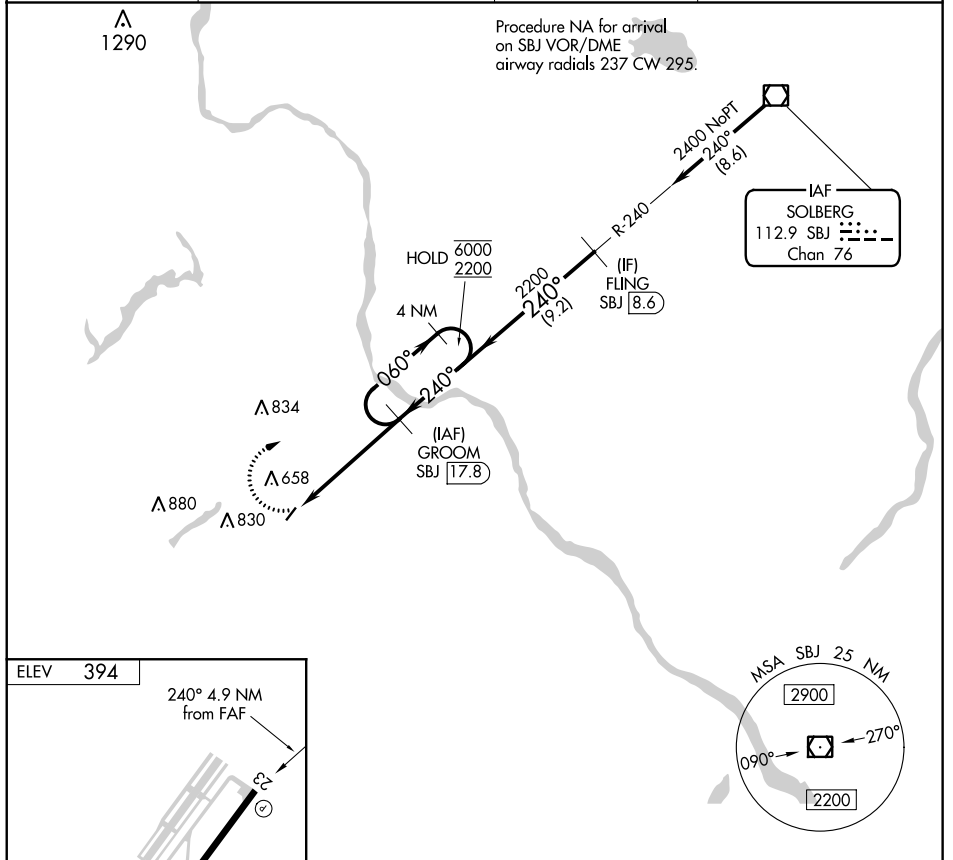 1290
Procedure NA for arrival
on SBJ VOR/DME
airway radials 237 CW 295.
2400 NoPT
240°
(8.6)
IAF
SOLBERG
112.9 SBJ
Chan 76
R-240
(IF)
FLING
SBJ 8.6
HOLD 6000
2200
2200
240°
(9.2)
4 NM
060°
240°
(IAF)
GROOM
SBJ 17.8
834
658
880
830
ELEV 394
240° 4.9 NM
from FAF
23
P
MSA SBJ 25 NM
2900
090°
270°
2200